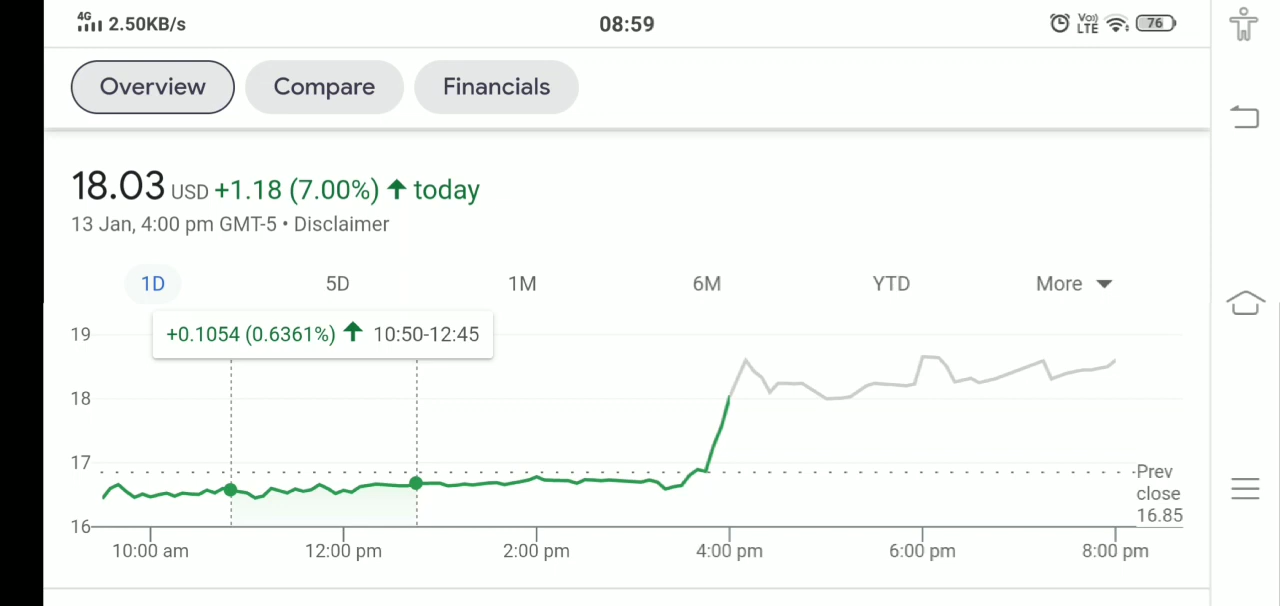 4G 2.50KB/s 08:59 Vo)) LTE 76
Overview Compare Financials
18.03 USD +1.18 (7.00%) ↑ today
13 Jan, 4:00 pm GMT-5 • Disclaimer
1D 5D 1M 6M YTD More
+0.1054 (0.6361%) ↑ 10:50-12:45
19
18
17
16
Prev
close
16.85
10:00 am 12:00 pm 2:00 pm 4:00 pm 6:00 pm 8:00 pm